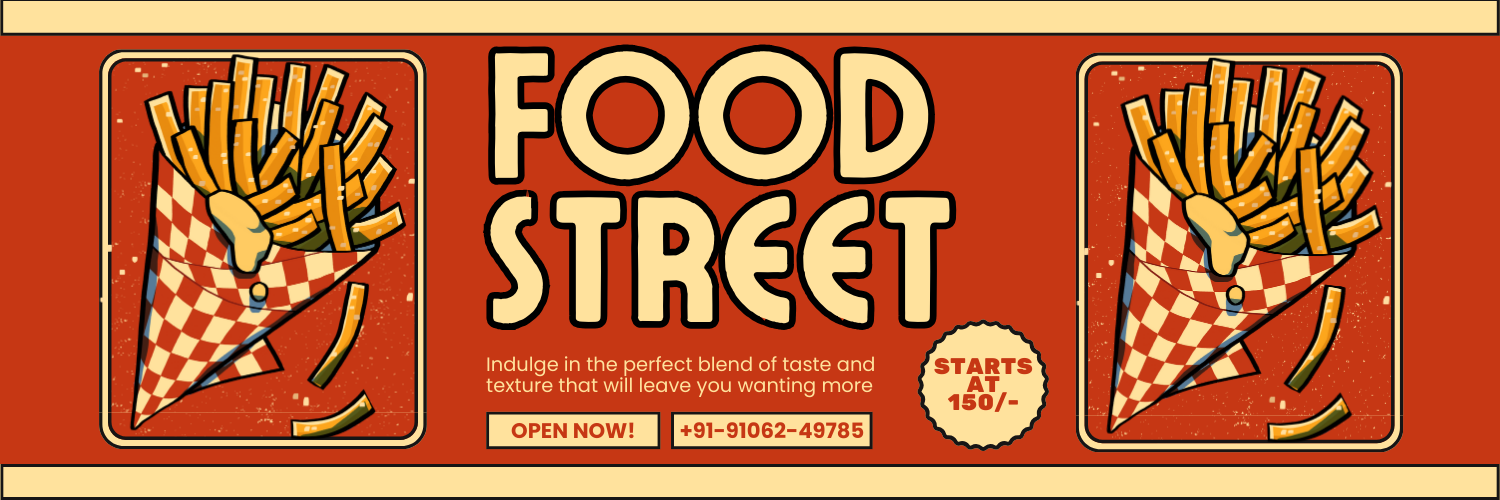 FOOD
STREET
Indulge in the perfect blend of taste and
texture that will leave you wanting more
OPEN NOW!
+91-91062-49785
STARTS
AT
150/-